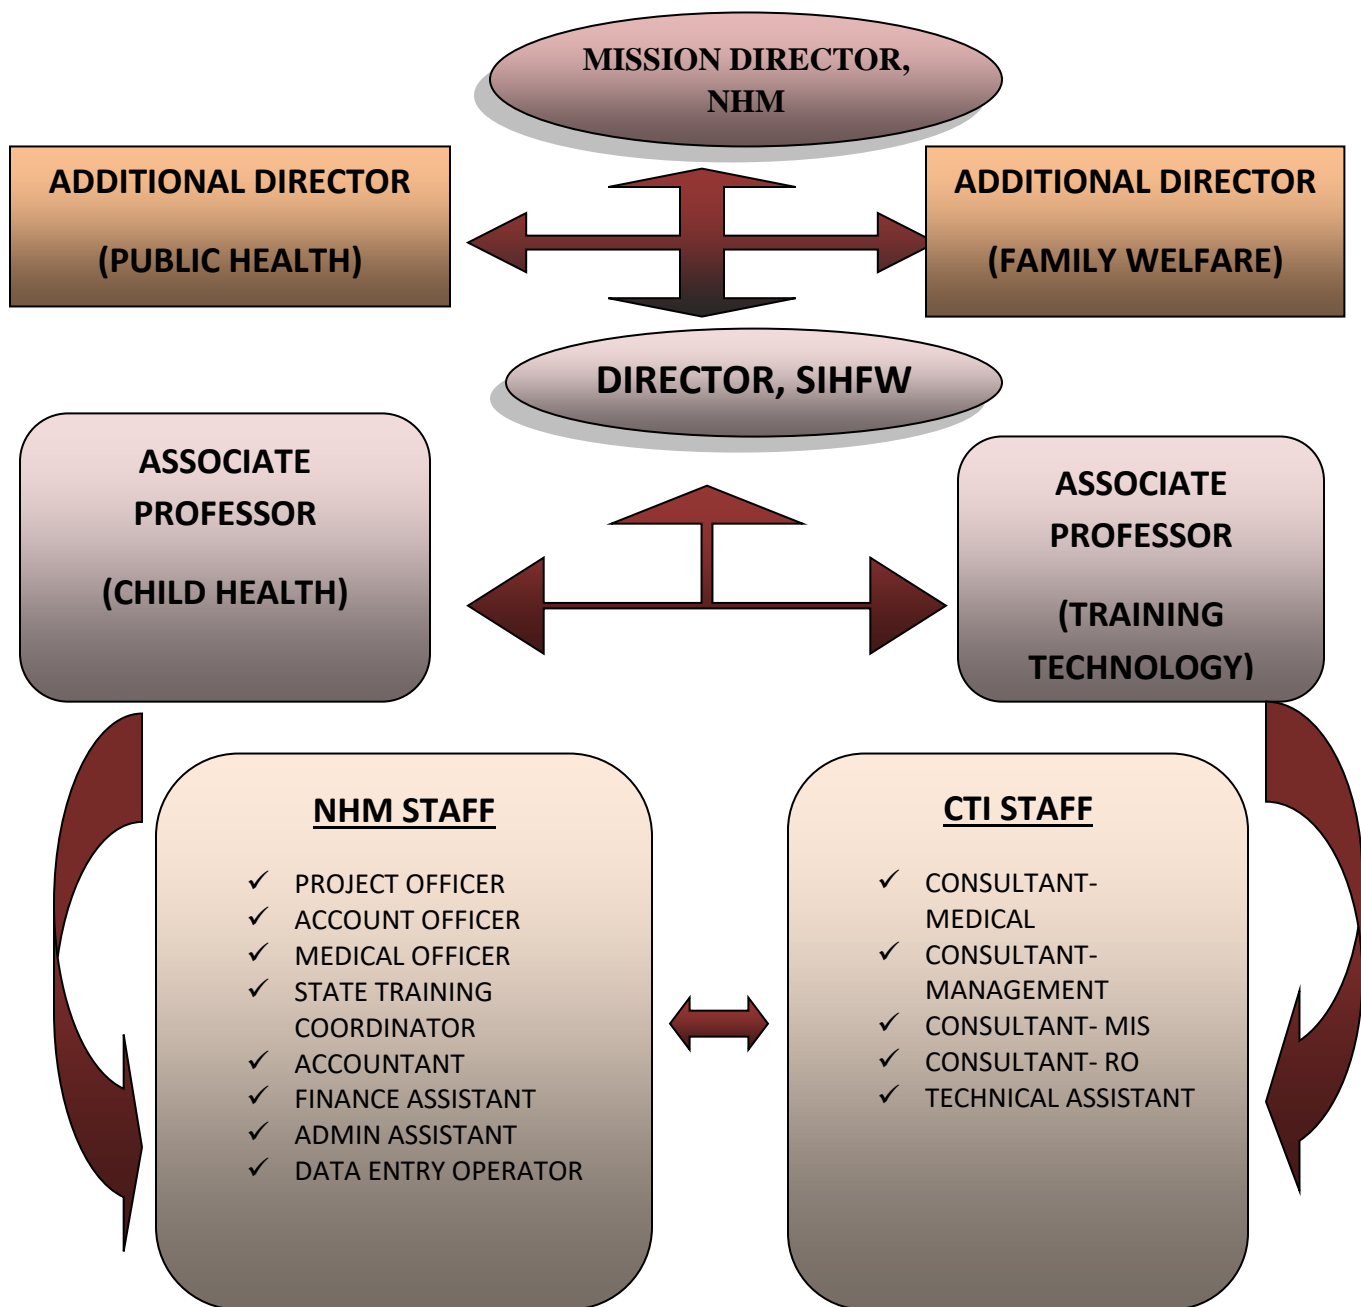 MISSION DIRECTOR,
NHM
ADDITIONAL DIRECTOR
(PUBLIC HEALTH)
ADDITIONAL DIRECTOR
(FAMILY WELFARE)
DIRECTOR, SIHFW
ASSOCIATE
PROFESSOR
(CHILD HEALTH)
ASSOCIATE
PROFESSOR
(TRAINING
TECHNOLOGY)
NHM STAFF
✓ PROJECT OFFICER
✓ ACCOUNT OFFICER
✓ MEDICAL OFFICER
✓ STATE TRAINING
COORDINATOR
✓ ACCOUNTANT
✓ FINANCE ASSISTANT
✓ ADMIN ASSISTANT
✓ DATA ENTRY OPERATOR
CTI STAFF
✓ CONSULTANT-
MEDICAL
✓ CONSULTANT-
MANAGEMENT
✓ CONSULTANT- MIS
✓ CONSULTANT- RO
✓ TECHNICAL ASSISTANT